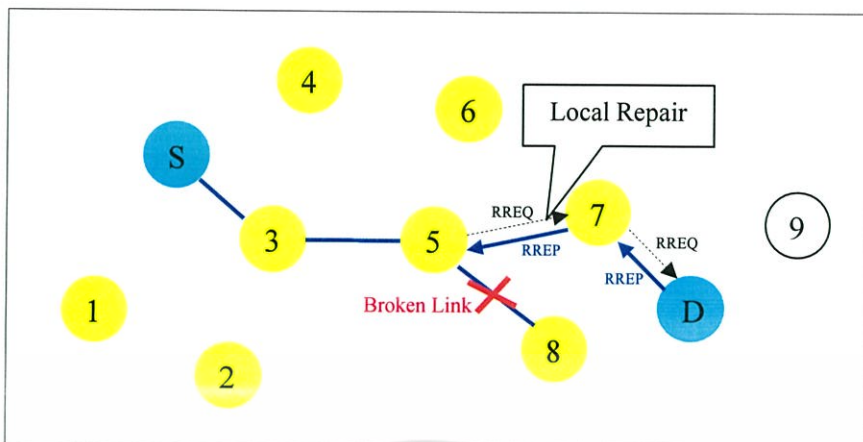 4
6
Local Repair
S
RREQ
7
3
5
9
RREP
RREQ
RREP
1
Broken Link
D
8
2